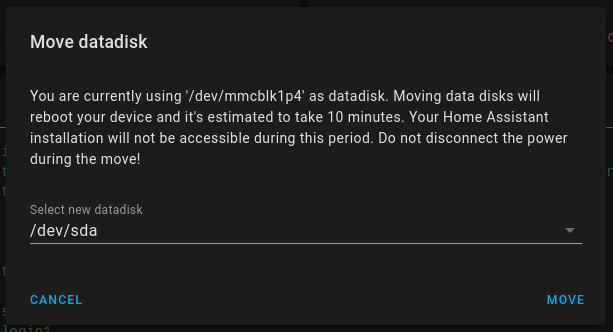 Move datadisk
You are currently using '/dev/mmcblk1p4' as datadisk. Moving data disks will
reboot your device and it's estimated to take 10 minutes. Your Home Assistant
installation will not be accessible during this period. Do not disconnect the power
during the move!
Select new datadisk
/dev/sda
CANCEL
MOVE
login1